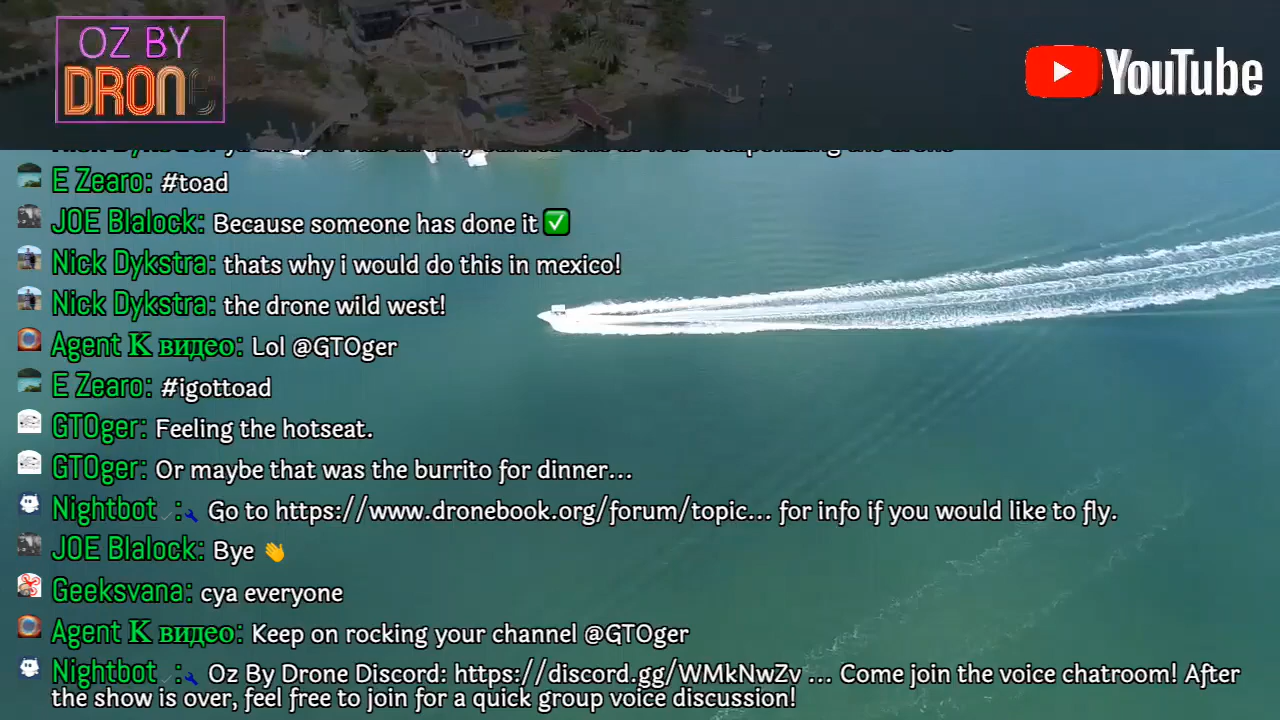 OZ BY
DRONE
YouTube
E Zearo: #toad
JOE Blalock: Because someone has done it ✅
Nick Dykstra: thats why i would do this in mexico!
Nick Dykstra: the drone wild west!
Agent К видео: Lol @GTOger
E Zearo: #igottoad
GTOger: Feeling the hotseat.
GTOger: Or maybe that was the burrito for dinner...
Nightbot : Go to https://www.dronebook.org/forum/topic... for info if you would like to fly.
JOE Blalock: Bye 👋
Geeksvana: cya everyone
Agent К видео: Keep on rocking your channel @GTOger
Nightbot : Oz By Drone Discord: https://discord.gg/WMkNwZv ... Come join the voice chatroom! After
the show is over, feel free to join for a quick group voice discussion!